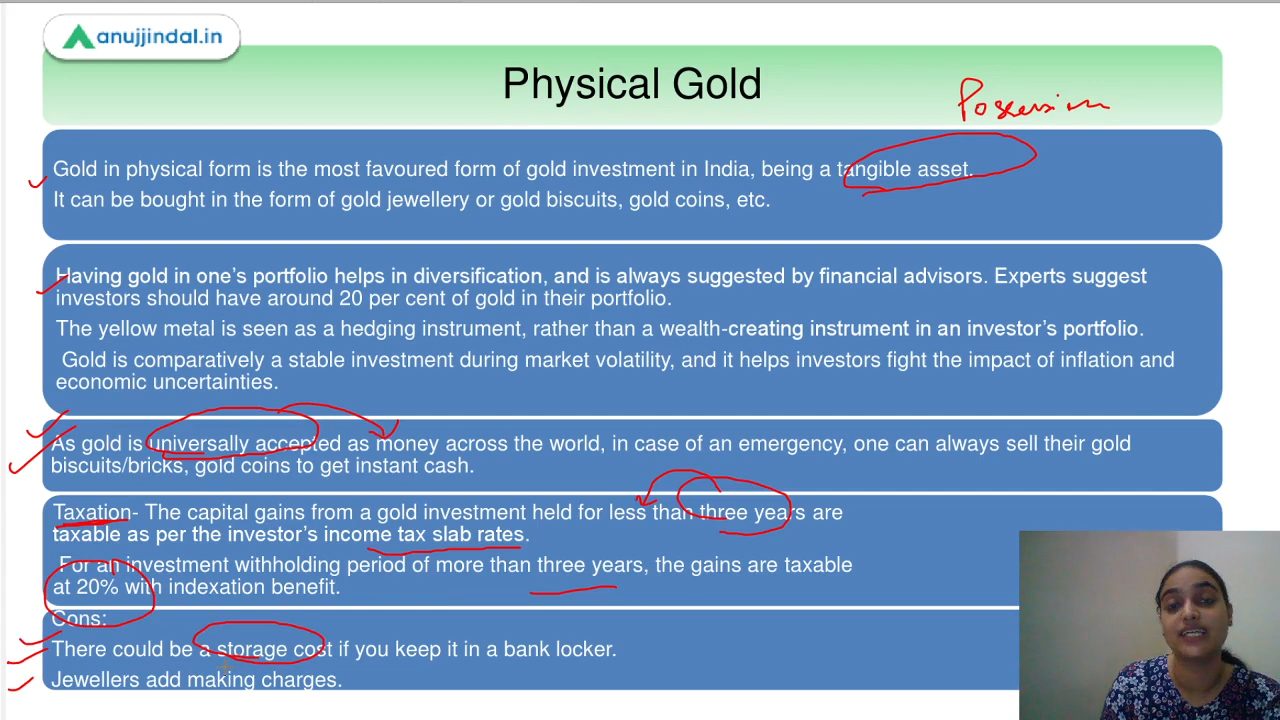 anujjindal.in
Physical Gold
Possession
Gold in physical form is the most favoured form of gold investment in India, being a tangible asset.
It can be bought in the form of gold jewellery or gold biscuits, gold coins, etc.
Having gold in one's portfolio helps in diversification, and is always suggested by financial advisors. Experts suggest
investors should have around 20 per cent of gold in their portfolio.
The yellow metal is seen as a hedging instrument, rather than a wealth-creating instrument in an investor's portfolio.
Gold is comparatively a stable investment during market volatility, and it helps investors fight the impact of inflation and
economic uncertainties.
As gold is universally accepted as money across the world, in case of an emergency, one can always sell their gold
biscuits/bricks, gold coins to get instant cash.
Taxation- The capital gains from a gold investment held for less than three years are
taxable as per the investor's income tax slab rates.
For an investment withholding period of more than three years, the gains are taxable
at 20% with indexation benefit.
Cons:
There could be a storage cost if you keep it in a bank locker.
Jewellers add making charges.